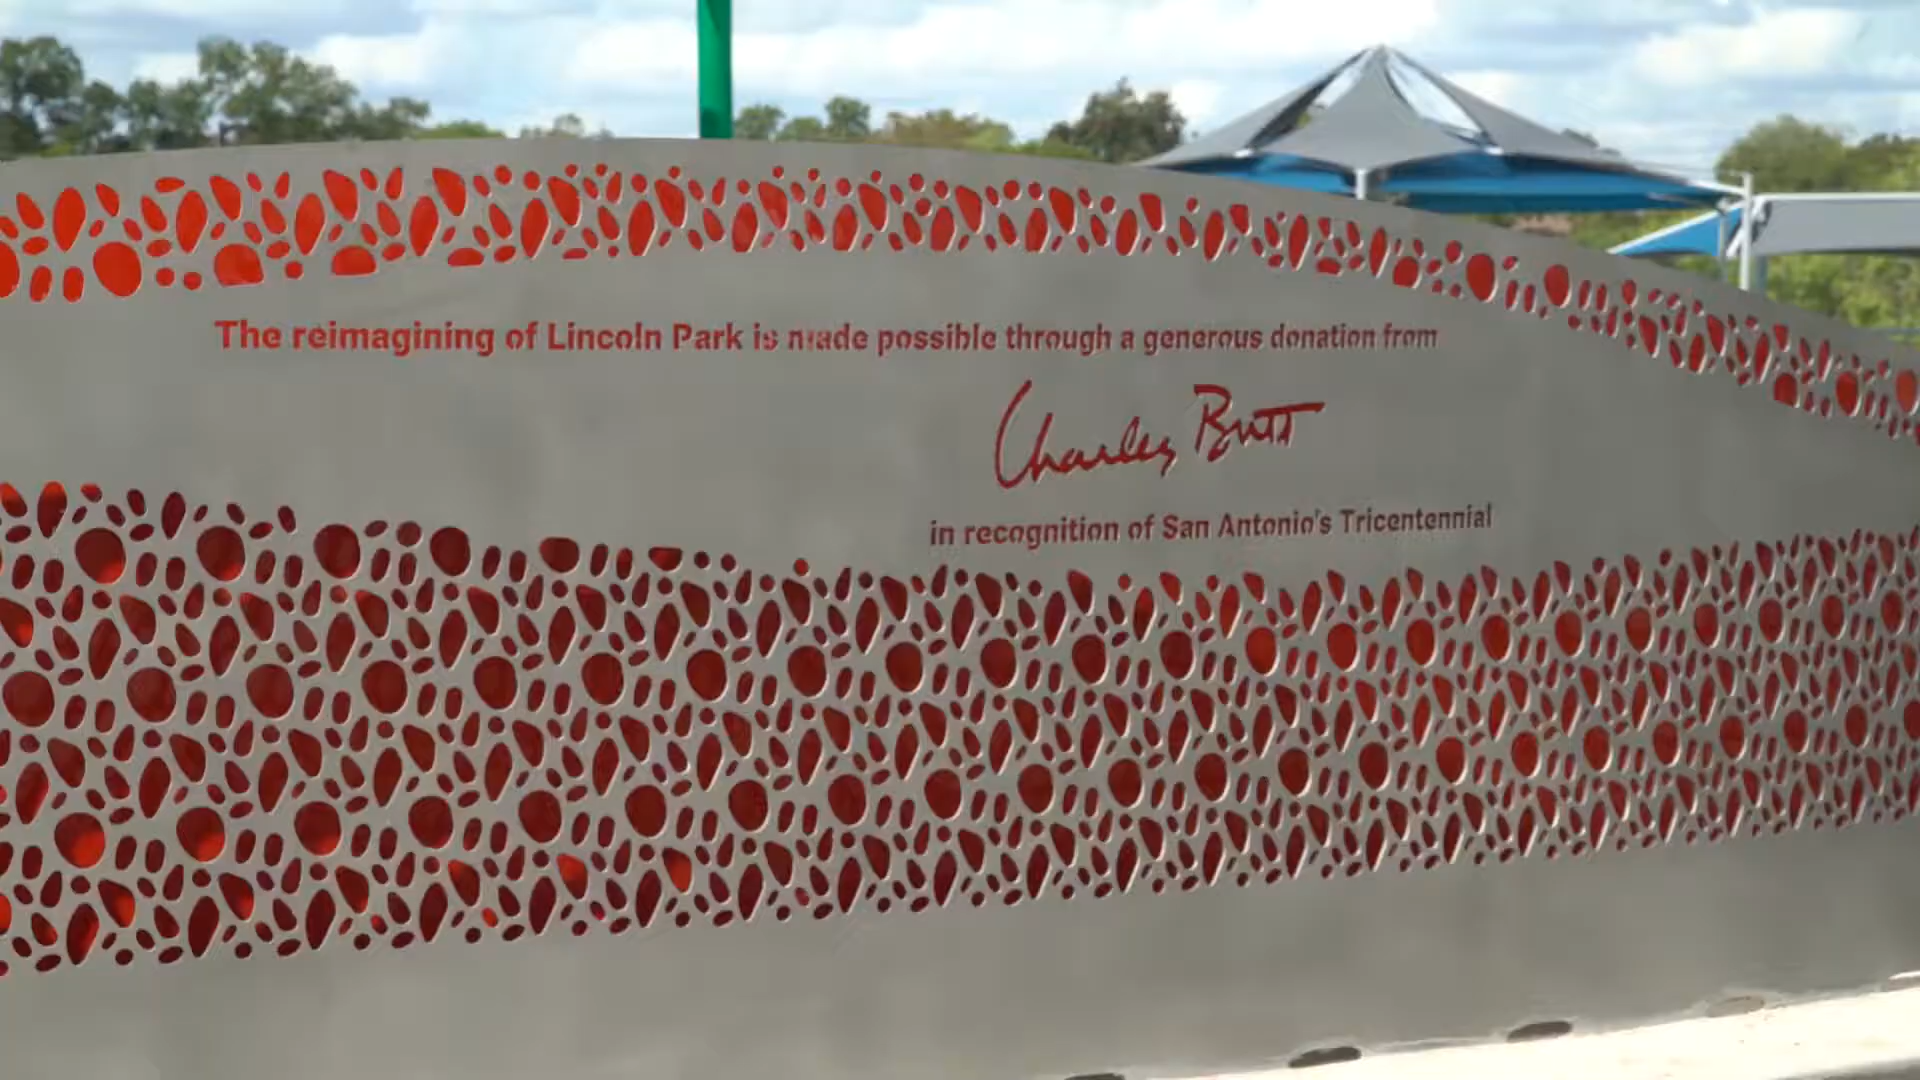 The reimagining of Lincoln Park is made possible through a generous donation from
Charles Butt
in recognition of San Antonio's Tricentennial